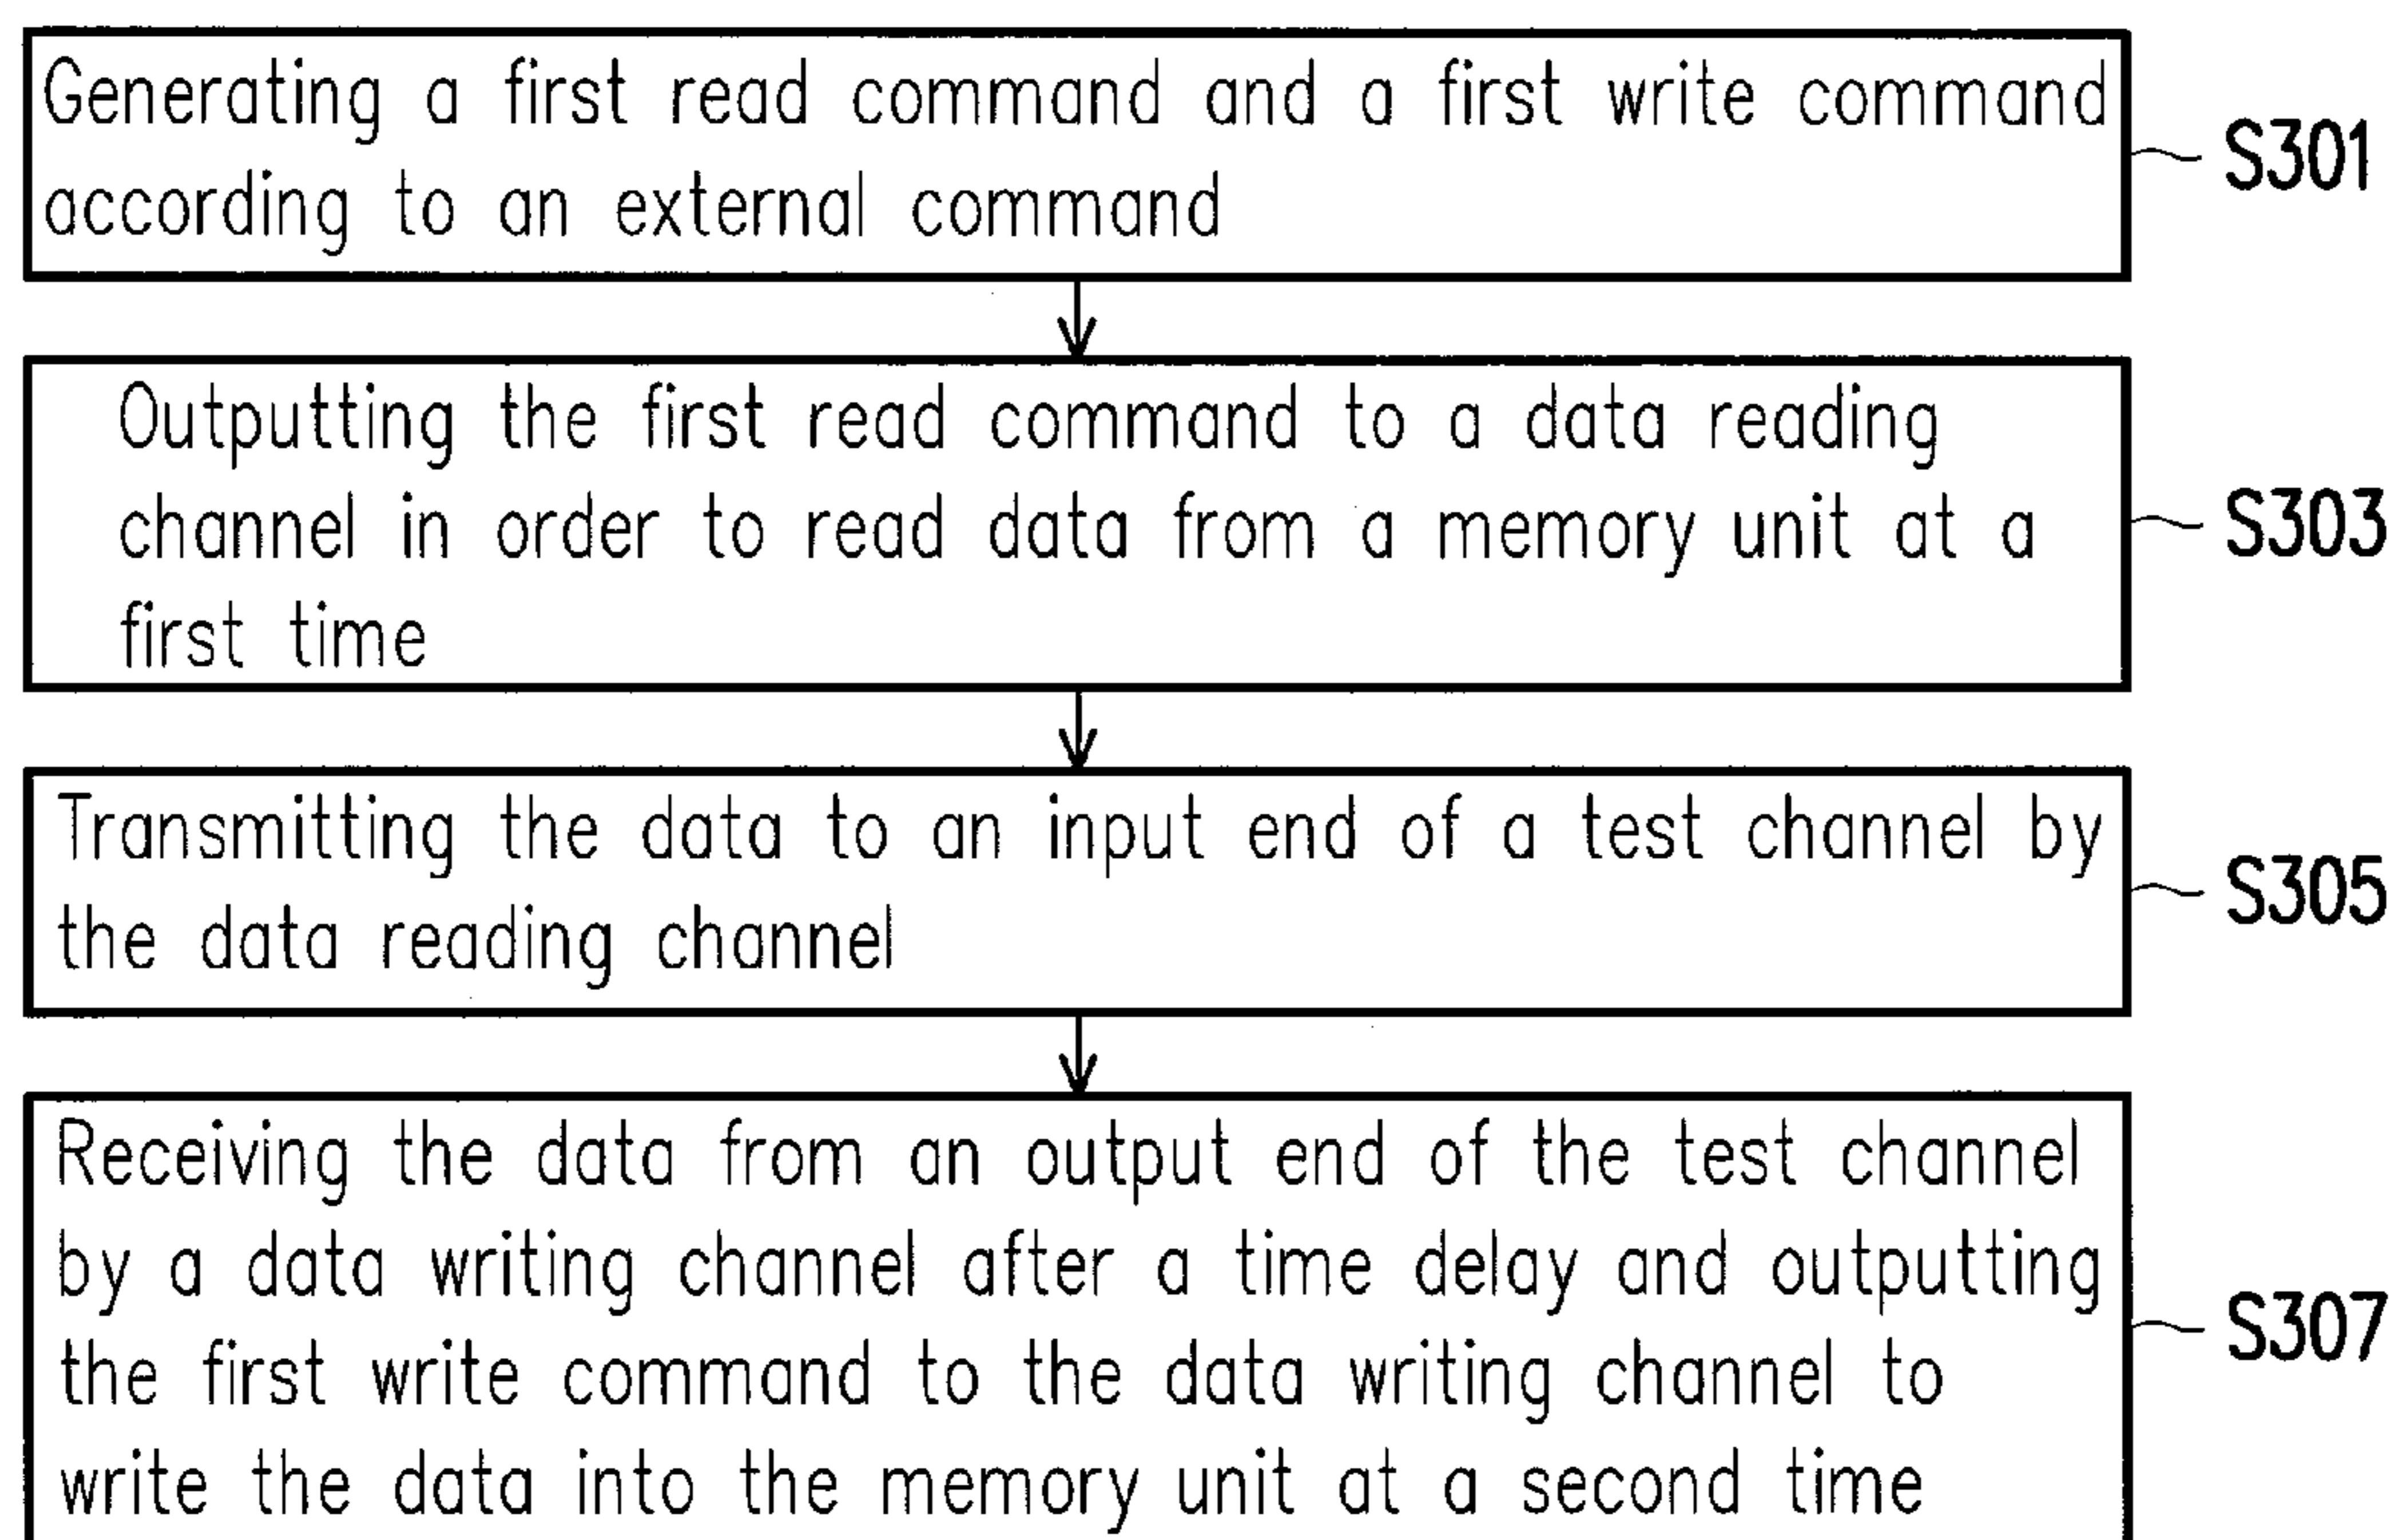 Generating a first read command and a first write command
according to an external command
S301
Outputting the first read command to a data reading
channel in order to read data from a memory unit at a
first time
S303
Transmitting the data to an input end of a test channel by
the data reading channel
S305
Receiving the data from an output end of the test channel
by a data writing channel after a time delay and outputting
the first write command to the data writing channel to
write the data into the memory unit at a second time
S307